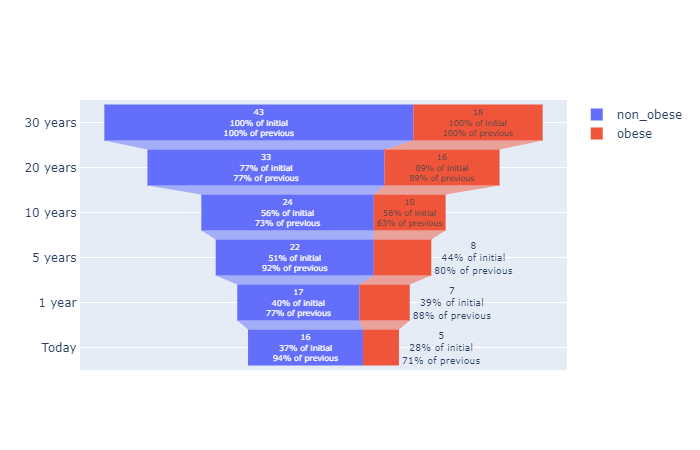 non_obese
obese
30 years
43
100% of initial
100% of previous
18
100% of initial
100% of previous
20 years
33
77% of initial
77% of previous
16
89% of initial
89% of previous
10 years
24
56% of initial
73% of previous
10
56% of initial
63% of previous
5 years
22
51% of initial
92% of previous
8
44% of initial
80% of previous
1 year
17
40% of initial
77% of previous
7
39% of initial
88% of previous
Today
16
37% of initial
94% of previous
5
28% of initial
71% of previous